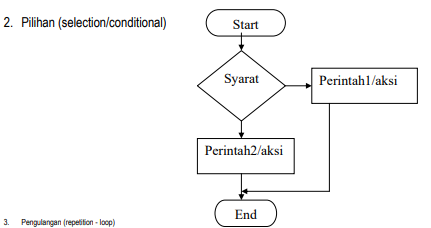 2. Pilihan (selection/conditional)
Start
Syarat
Perintah1/aksi
Perintah2/aksi
End
3. Pengulangan (repetition - loop)